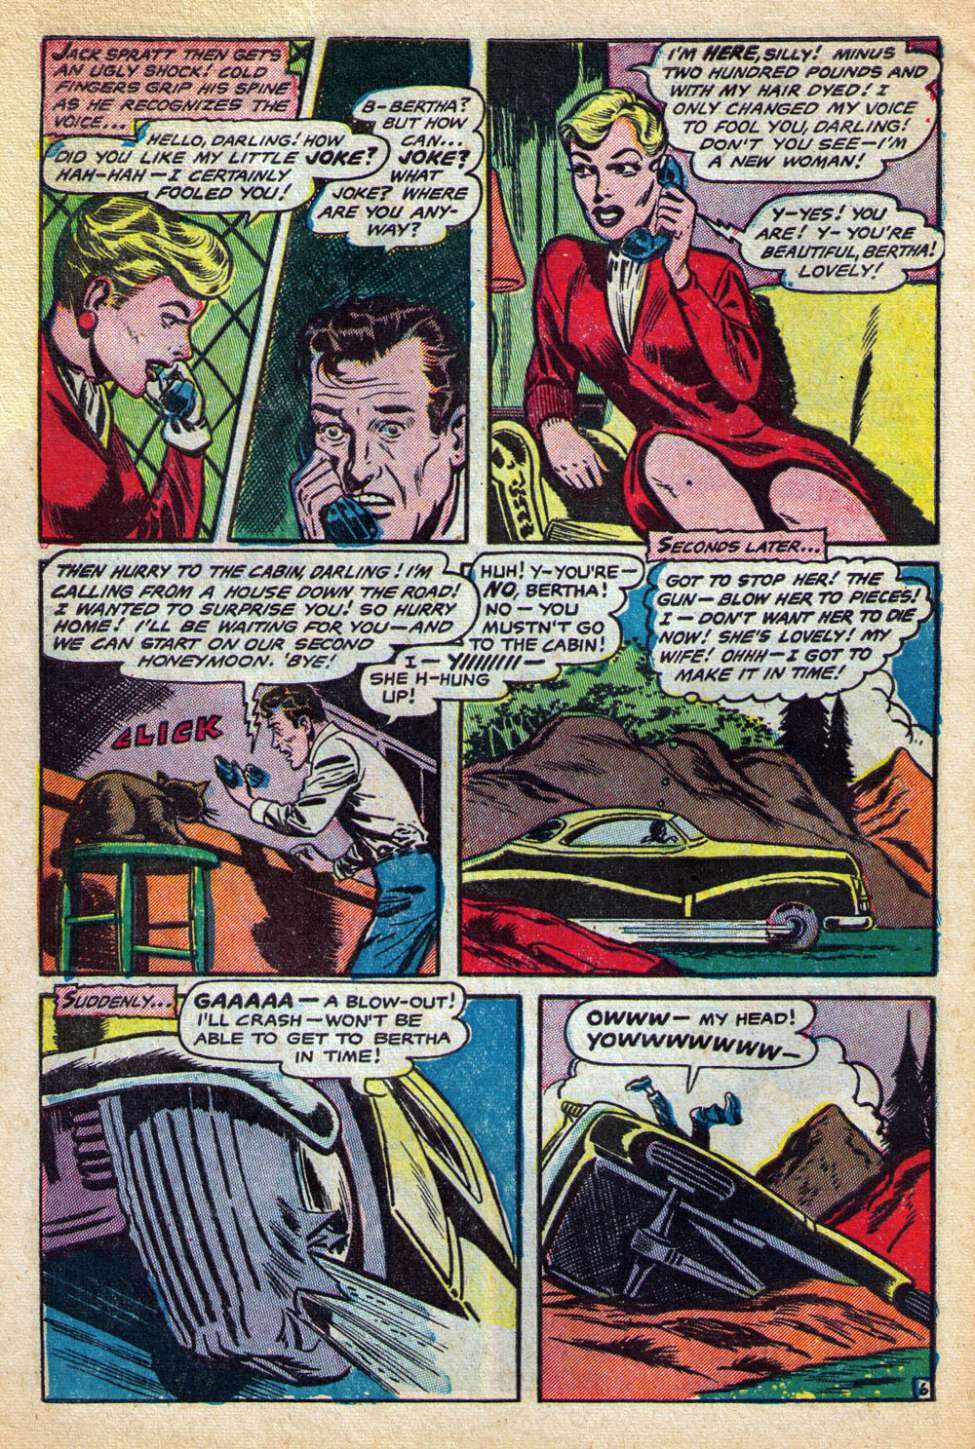 JACK SPRATT THEN GETS
AN UGLY SHOCK! COLD
FINGERS GRIP HIS SPINE
AS HE RECOGNIZES THE
VOICE...
HELLO, DARLING! HOW
DID YOU LIKE MY LITTLE JOKE?
HAH-HAH — I CERTAINLY
FOOLED YOU!
B-BERTHA?
BUT HOW
CAN...
JOKE?
WHAT
JOKE? WHERE
ARE YOU ANY-
WAY?
I'M HERE, SILLY! MINUS
TWO HUNDRED POUNDS AND
WITH MY HAIR DYED! I
ONLY CHANGED MY VOICE
TO FOOL YOU, DARLING!
DON'T YOU SEE — I'M
A NEW WOMAN!
Y-YES! YOU
ARE! Y-YOU'RE
BEAUTIFUL, BERTHA!
LOVELY!
THEN HURRY TO THE CABIN, DARLING! I'M
CALLING FROM A HOUSE DOWN THE ROAD!
I WANTED TO SURPRISE YOU! SO HURRY
HOME! I'LL BE WAITING FOR YOU — AND
WE CAN START ON OUR SECOND
HONEYMOON. 'BYE!
HUH! Y-YOU'RE —
NO, BERTHA!
NO — YOU
MUSTN'T GO
TO THE CABIN!
I — YIIIIIIII —
SHE H-HUNG
UP!
CLICK
SECONDS LATER...
GOT TO STOP HER! THE
GUN — BLOW HER TO PIECES!
I — DON'T WANT HER TO DIE
NOW! SHE'S LOVELY! MY
WIFE! OHHH — I GOT TO
MAKE IT IN TIME!
SUDDENLY...
GAAAAA — A BLOW-OUT!
I'LL CRASH — WON'T BE
ABLE TO GET TO BERTHA
IN TIME!
OWWW — MY HEAD!
YOWWWWWWWW —
6